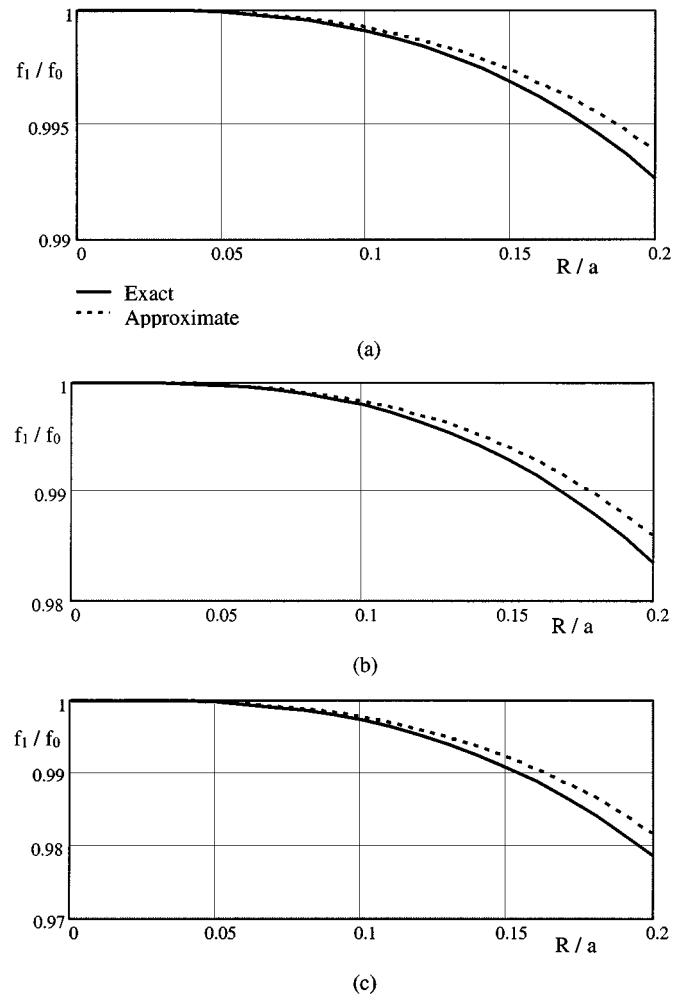 1
f₁ / f₀
0.995
0.99
0 0.05 0.1 0.15 0.2
R / a
Exact
Approximate
(a)
1
f₁ / f₀
0.99
0.98
0 0.05 0.1 0.15 0.2
R / a
(b)
1
f₁ / f₀
0.99
0.98
0.97
0 0.05 0.1 0.15 0.2
R / a
(c)